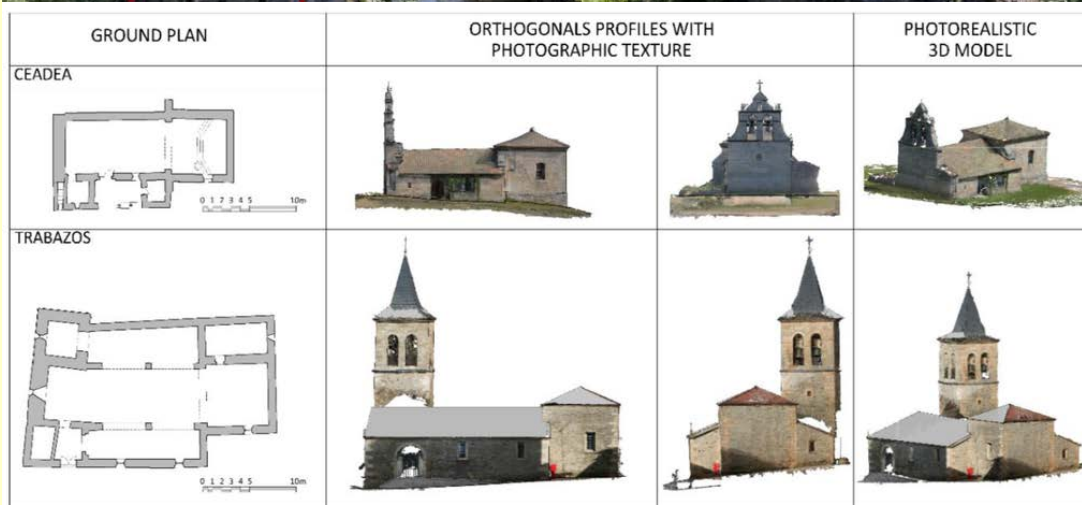 GROUND PLAN
ORTHOGONALS PROFILES WITH
PHOTOGRAPHIC TEXTURE
PHOTOREALISTIC
3D MODEL
CEADEA
0 1 2 3 4 5 10m
TRABAZOS
0 1 2 3 4 5 10m